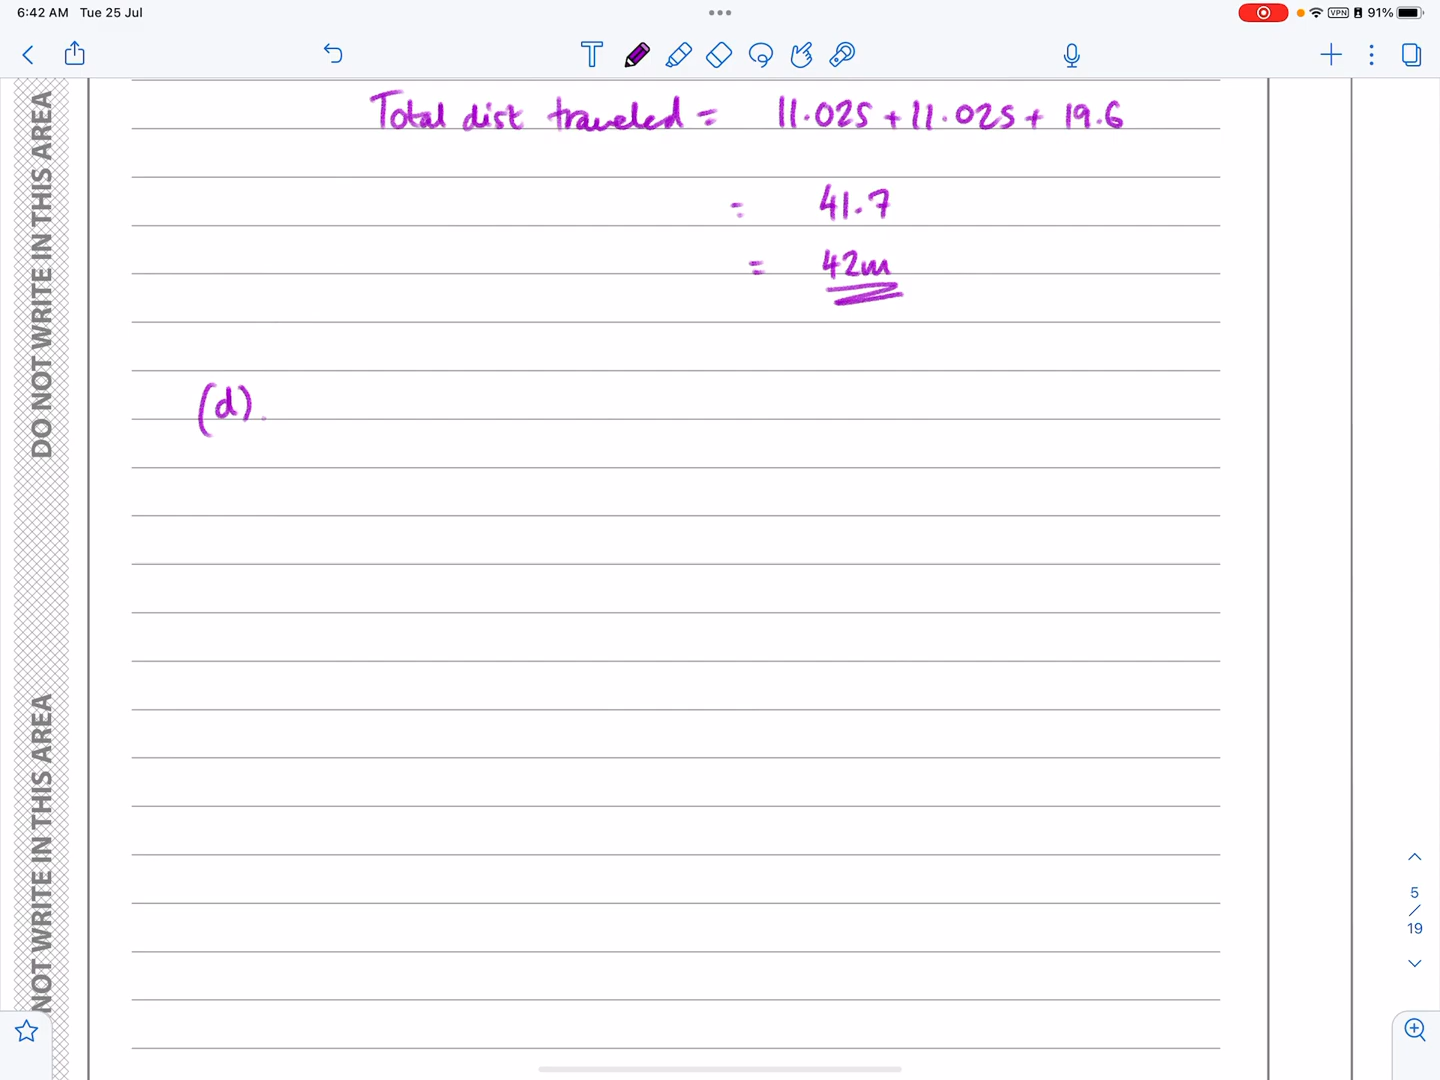 6:42 AM Tue 25 Jul
VPN 91%
T
DO NOT WRITE IN THIS AREA
Total dist traveled = 11.025 + 11.025 + 19.6
= 41.7
= 42m
(d).
NOT WRITE IN THIS AREA
5
/
19